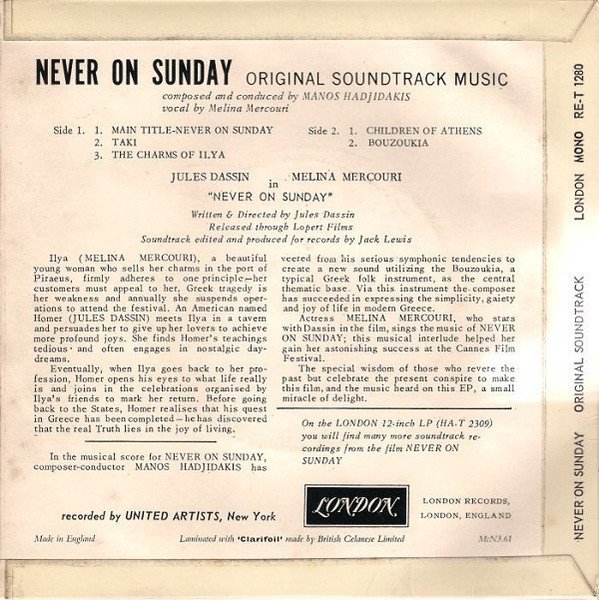 NEVER ON SUNDAY ORIGINAL SOUNDTRACK MUSIC
composed and conducted by MANOS HADJIDAKIS
vocal by Melina Mercouri
Side 1. 1. MAIN TITLE-NEVER ON SUNDAY
2. TAKI
3. THE CHARMS OF ILYA
Side 2. 1. CHILDREN OF ATHENS
2. BOUZOUKIA
JULES DASSIN in MELINA MERCOURI
"NEVER ON SUNDAY"
Written & Directed by Jules Dassin
Released through Lopert Films
Soundtrack edited and produced for records by Jack Lewis
Ilya (MELINA MERCOURI), a beautiful
young woman who sells her charms in the port of
Piraeus, firmly adheres to one principle—her
customers must appeal to her. Greek tragedy is
her weakness and annually she suspends oper-
ations to attend the festival. An American named
Homer (JULES DASSIN) meets Ilya in a tavern
and persuades her to give up her lovers to achieve
more profound joys. She finds Homer's teachings
tedious and often engages in nostalgic day-
dreams.
Eventually, when Ilya goes back to her pro-
fession, Homer opens his eyes to what life really
is and joins in the celebrations organised by
Ilya's friends to mark her return. Before going
back to the States, Homer realises that his quest
in Greece has been completed—he has discovered
that the real Truth lies in the joy of living.
In the musical score for NEVER ON SUNDAY,
composer-conductor MANOS HADJIDAKIS has
veered from his serious symphonic tendencies to
create a new sound utilizing the Bouzoukia, a
typical Greek folk instrument, as the central
thematic base. Via this instrument the composer
has succeeded in expressing the simplicity, gaiety
and joy of life in modern Greece.
Actress MELINA MERCOURI, who stars
with Dassin in the film, sings the music of NEVER
ON SUNDAY; this musical interlude helped her
gain her astonishing success at the Cannes Film
Festival.
The special wisdom of those who revere the
past but celebrate the present conspire to make
this film, and the music heard on this EP, a small
miracle of delight.
On the LONDON 12-inch LP (HA-T 2309)
you will find many more soundtrack re-
cordings from the film NEVER ON
SUNDAY
recorded by UNITED ARTISTS, New York
LONDON
LONDON RECORDS,
LONDON, ENGLAND
Made in England
Laminated with 'Clarifoil' made by British Celanese Limited
McN3.61
NEVER ON SUNDAY ORIGINAL SOUNDTRACK LONDON MONO RE-T 1280